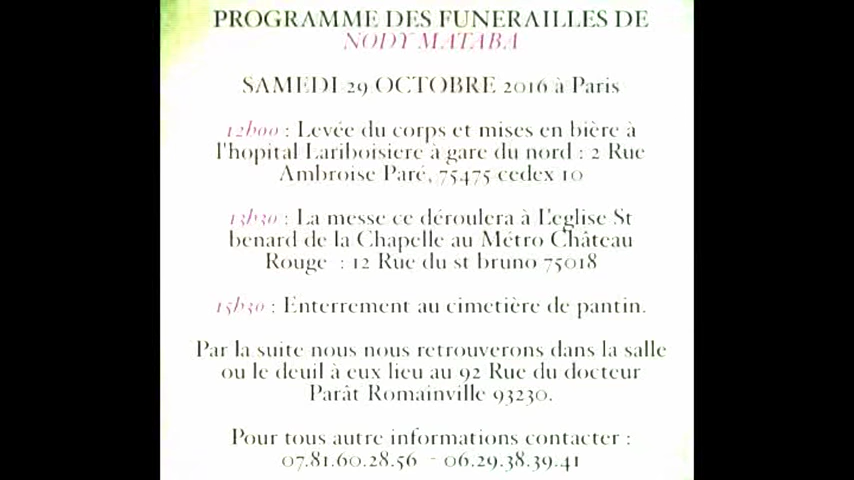 PROGRAMME DES FUNERAILLES DE
NODY MATABA
SAMEDI 29 OCTOBRE 2016 à Paris
12h00 : Levée du corps et mises en bière à
l'hopital Lariboisiere à gare du nord : 2 Rue
Ambroise Paré, 75475 cedex 10
13h30 : La messe ce déroulera à L'eglise St
benard de la Chapelle au Métro Château
Rouge : 12 Rue du st bruno 75018
15h30 : Enterrement au cimetière de pantin.
Par la suite nous nous retrouverons dans la salle
ou le deuil à eux lieu au 92 Rue du docteur
Parât Romainville 93230.
Pour tous autre informations contacter :
07.81.60.28.56 - 06.29.38.39.41